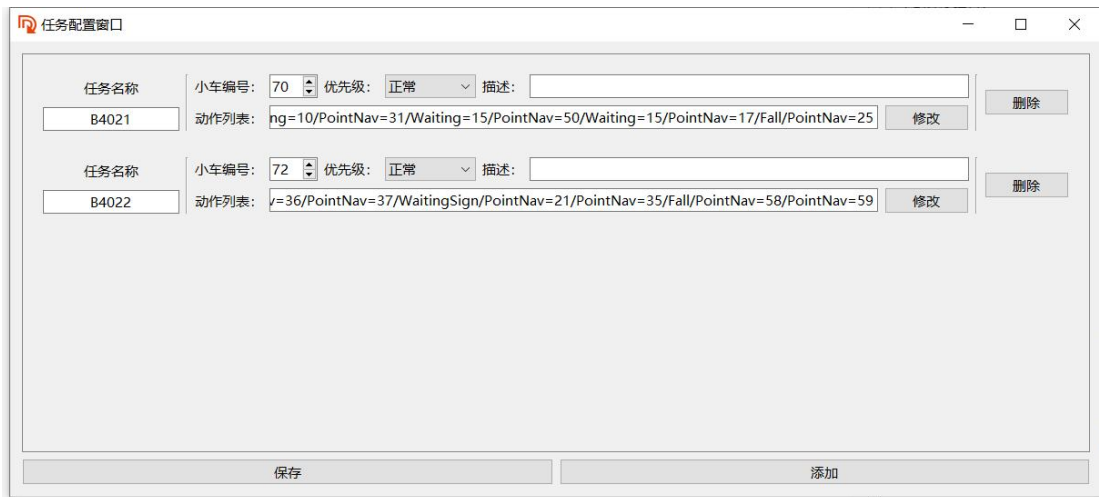 任务配置窗口
任务名称
小车编号： 70 优先级： 正常 描述：
删除
B4021
动作列表： ng=10/PointNav=31/Waiting=15/PointNav=50/Waiting=15/PointNav=17/Fall/PointNav=25 修改
任务名称
小车编号： 72 优先级： 正常 描述：
删除
B4022
动作列表： v=36/PointNav=37/WaitingSign/PointNav=21/PointNav=35/Fall/PointNav=58/PointNav=59 修改
保存 添加